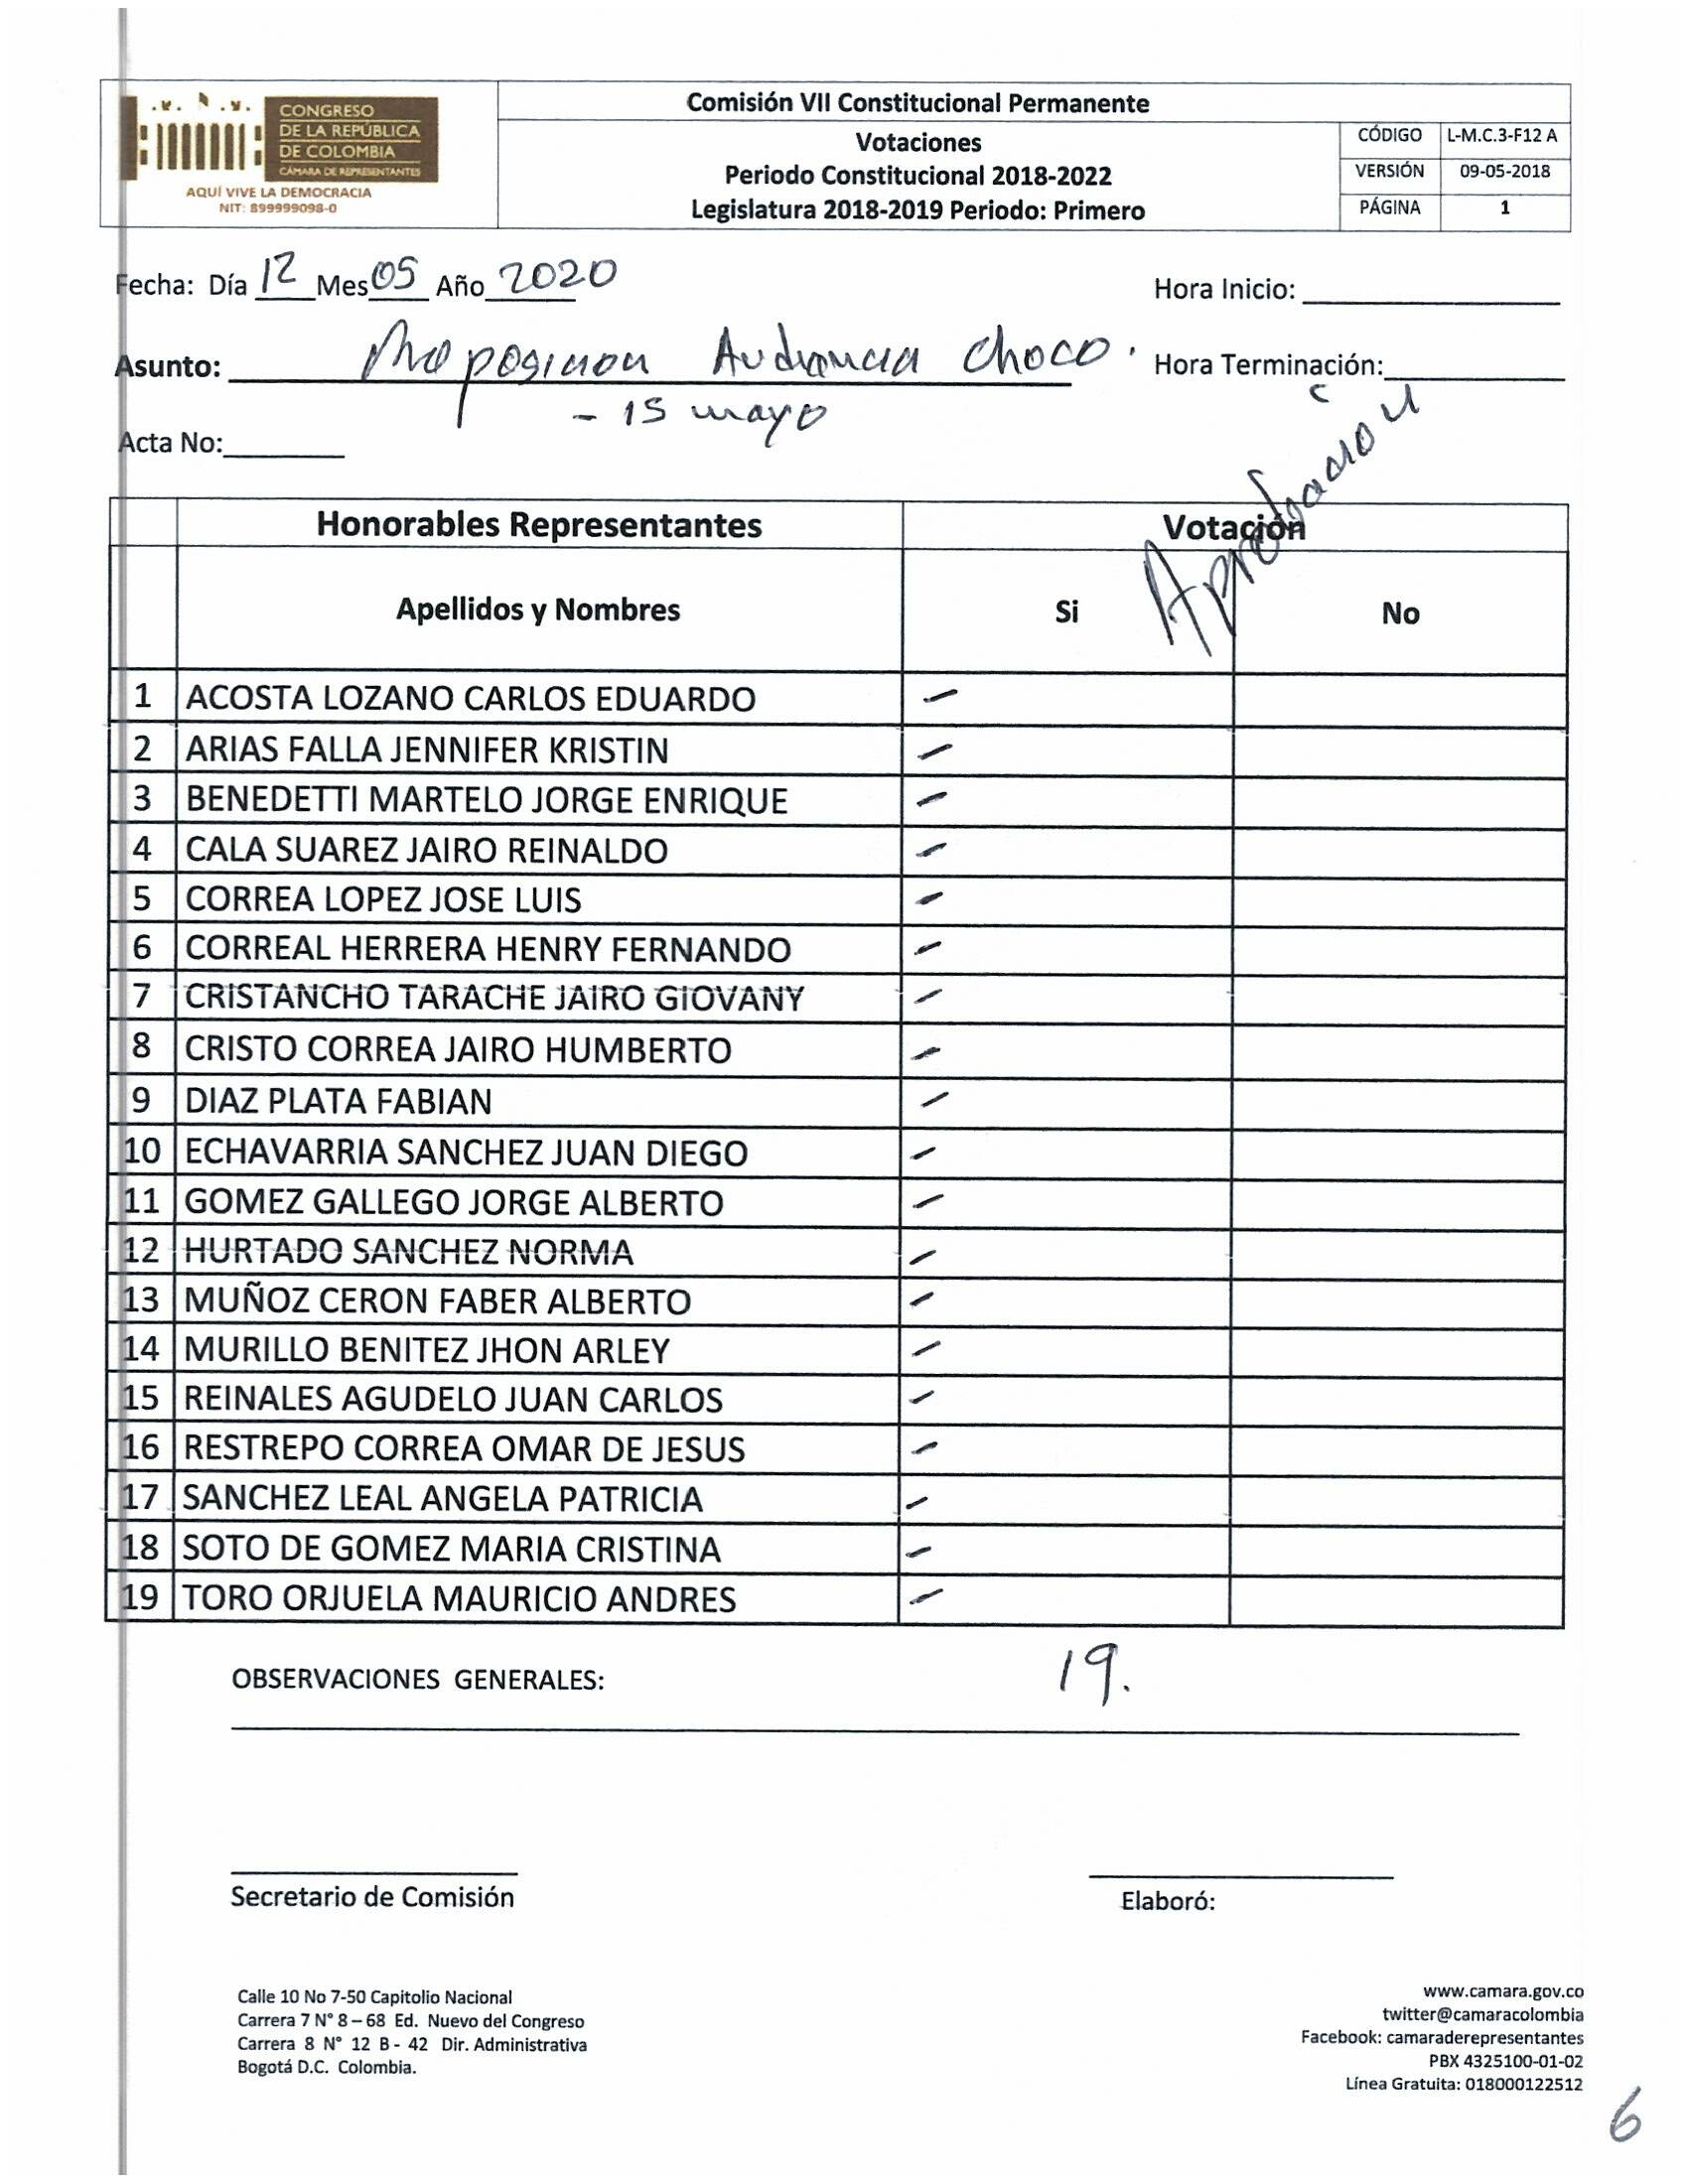 CONGRESO
DE LA REPÚBLICA
DE COLOMBIA
CÁMARA DE REPRESENTANTES
AQUÍ VIVE LA DEMOCRACIA
NIT: 899999098-0
Comisión VII Constitucional Permanente
Votaciones
Periodo Constitucional 2018-2022
Legislatura 2018-2019 Periodo: Primero
CÓDIGO L-M.C.3-F12 A
VERSIÓN 09-05-2018
PÁGINA 1
Fecha: Día 12 Mes 05 Año 2020
Hora Inicio:
Asunto: Audiencia Choco.
Hora Terminación:
- 15 mayo
Acta No:
Honorables Representantes Votación
Apellidos y Nombres Si No
1 ACOSTA LOZANO CARLOS EDUARDO –
2 ARIAS FALLA JENNIFER KRISTIN –
3 BENEDETTI MARTELO JORGE ENRIQUE –
4 CALA SUAREZ JAIRO REINALDO –
5 CORREA LOPEZ JOSE LUIS –
6 CORREAL HERRERA HENRY FERNANDO –
7 CRISTANCHO TARACHE JAIRO GIOVANY –
8 CRISTO CORREA JAIRO HUMBERTO –
9 DIAZ PLATA FABIAN –
10 ECHAVARRIA SANCHEZ JUAN DIEGO –
11 GOMEZ GALLEGO JORGE ALBERTO –
12 HURTADO SANCHEZ NORMA –
13 MUÑOZ CERON FABER ALBERTO –
14 MURILLO BENITEZ JHON ARLEY –
15 REINALES AGUDELO JUAN CARLOS –
16 RESTREPO CORREA OMAR DE JESUS –
17 SANCHEZ LEAL ANGELA PATRICIA –
18 SOTO DE GOMEZ MARIA CRISTINA –
19 TORO ORJUELA MAURICIO ANDRES –
OBSERVACIONES GENERALES: 19.
Secretario de Comisión
Elaboró:
Calle 10 No 7-50 Capitolio Nacional
Carrera 7 N° 8 – 68 Ed. Nuevo del Congreso
Carrera 8 N° 12 B - 42 Dir. Administrativa
Bogotá D.C. Colombia.
www.camara.gov.co
twitter@camaracolombia
Facebook: camaraderepresentantes
PBX 4325100-01-02
Línea Gratuita: 018000122512
6